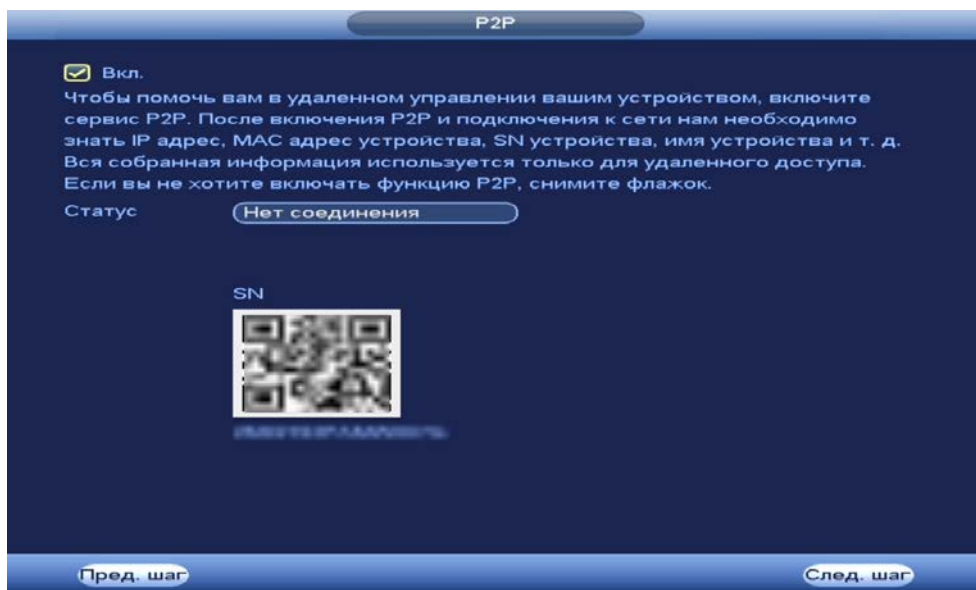 P2P
Вкл.
Чтобы помочь вам в удаленном управлении вашим устройством, включите
сервис P2P. После включения P2P и подключения к сети нам необходимо
знать IP адрес, MAC адрес устройства, SN устройства, имя устройства и т. д.
Вся собранная информация используется только для удаленного доступа.
Если вы не хотите включать функцию P2P, снимите флажок.
Статус Нет соединения
SN
Пред. шаг След. шаг